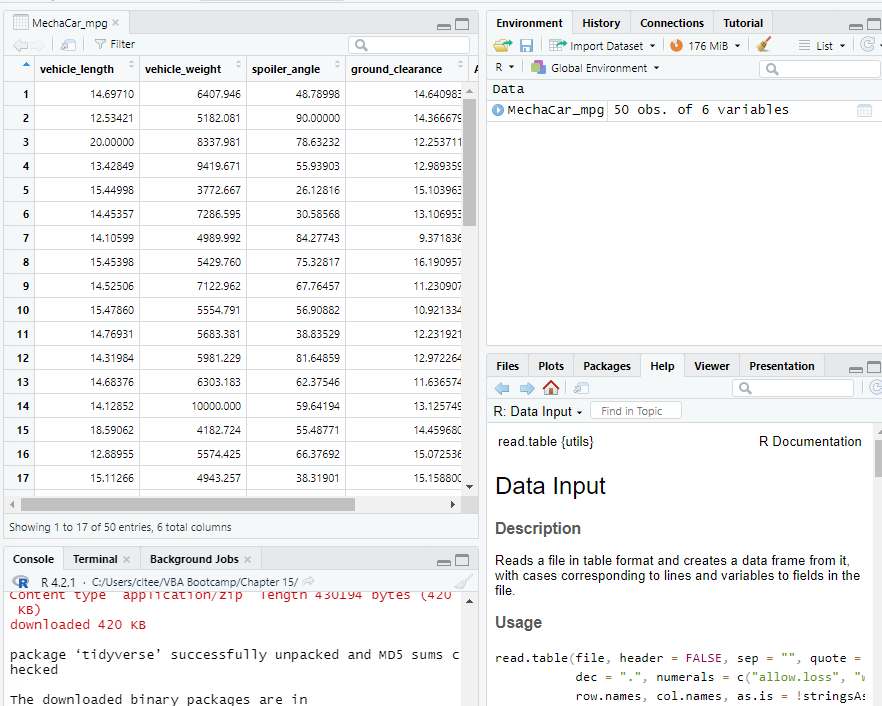 MechaCar_mpg
Filter
vehicle_length vehicle_weight spoiler_angle ground_clearance
1 14.69710 6407.946 48.78998 14.640983
2 12.53421 5182.081 90.00000 14.366679
3 20.00000 8337.981 78.63232 12.253711
4 13.42849 9419.671 55.93903 12.989359
5 15.44998 3772.667 26.12816 15.103963
6 14.45357 7286.595 30.58568 13.106953
7 14.10599 4989.992 84.27743 9.371836
8 15.45398 5429.760 75.32817 16.190957
9 14.52506 7122.962 67.76457 11.230907
10 15.47860 5554.791 56.90882 10.921334
11 14.76931 5683.381 38.83529 12.231921
12 14.31984 5981.229 81.64859 12.972264
13 14.68376 6303.183 62.37546 11.636574
14 14.12852 10000.000 59.64194 13.125749
15 18.59062 4182.724 55.48771 14.459680
16 12.88955 5574.425 66.37692 15.072536
17 15.11266 4943.257 38.31901 15.158800
Showing 1 to 17 of 50 entries, 6 total columns
Console Terminal Background Jobs
R 4.2.1 · C:/Users/cltee/VBA Bootcamp/Chapter 15/
Content type 'application/zip' length 430194 bytes (420
KB)
downloaded 420 KB
package ‘tidyverse’ successfully unpacked and MD5 sums c
hecked
The downloaded binary packages are in
Environment History Connections Tutorial
Import Dataset 176 MiB List
R Global Environment
Data
MechaCar_mpg 50 obs. of 6 variables
Files Plots Packages Help Viewer Presentation
R: Data Input Find in Topic
read.table {utils} R Documentation
Data Input
Description
Reads a file in table format and creates a data frame from it,
with cases corresponding to lines and variables to fields in the
file.
Usage
read.table(file, header = FALSE, sep = "", quote =
dec = ".", numerals = c("allow.loss", "w
row.names, col.names, as.is = !stringsAs